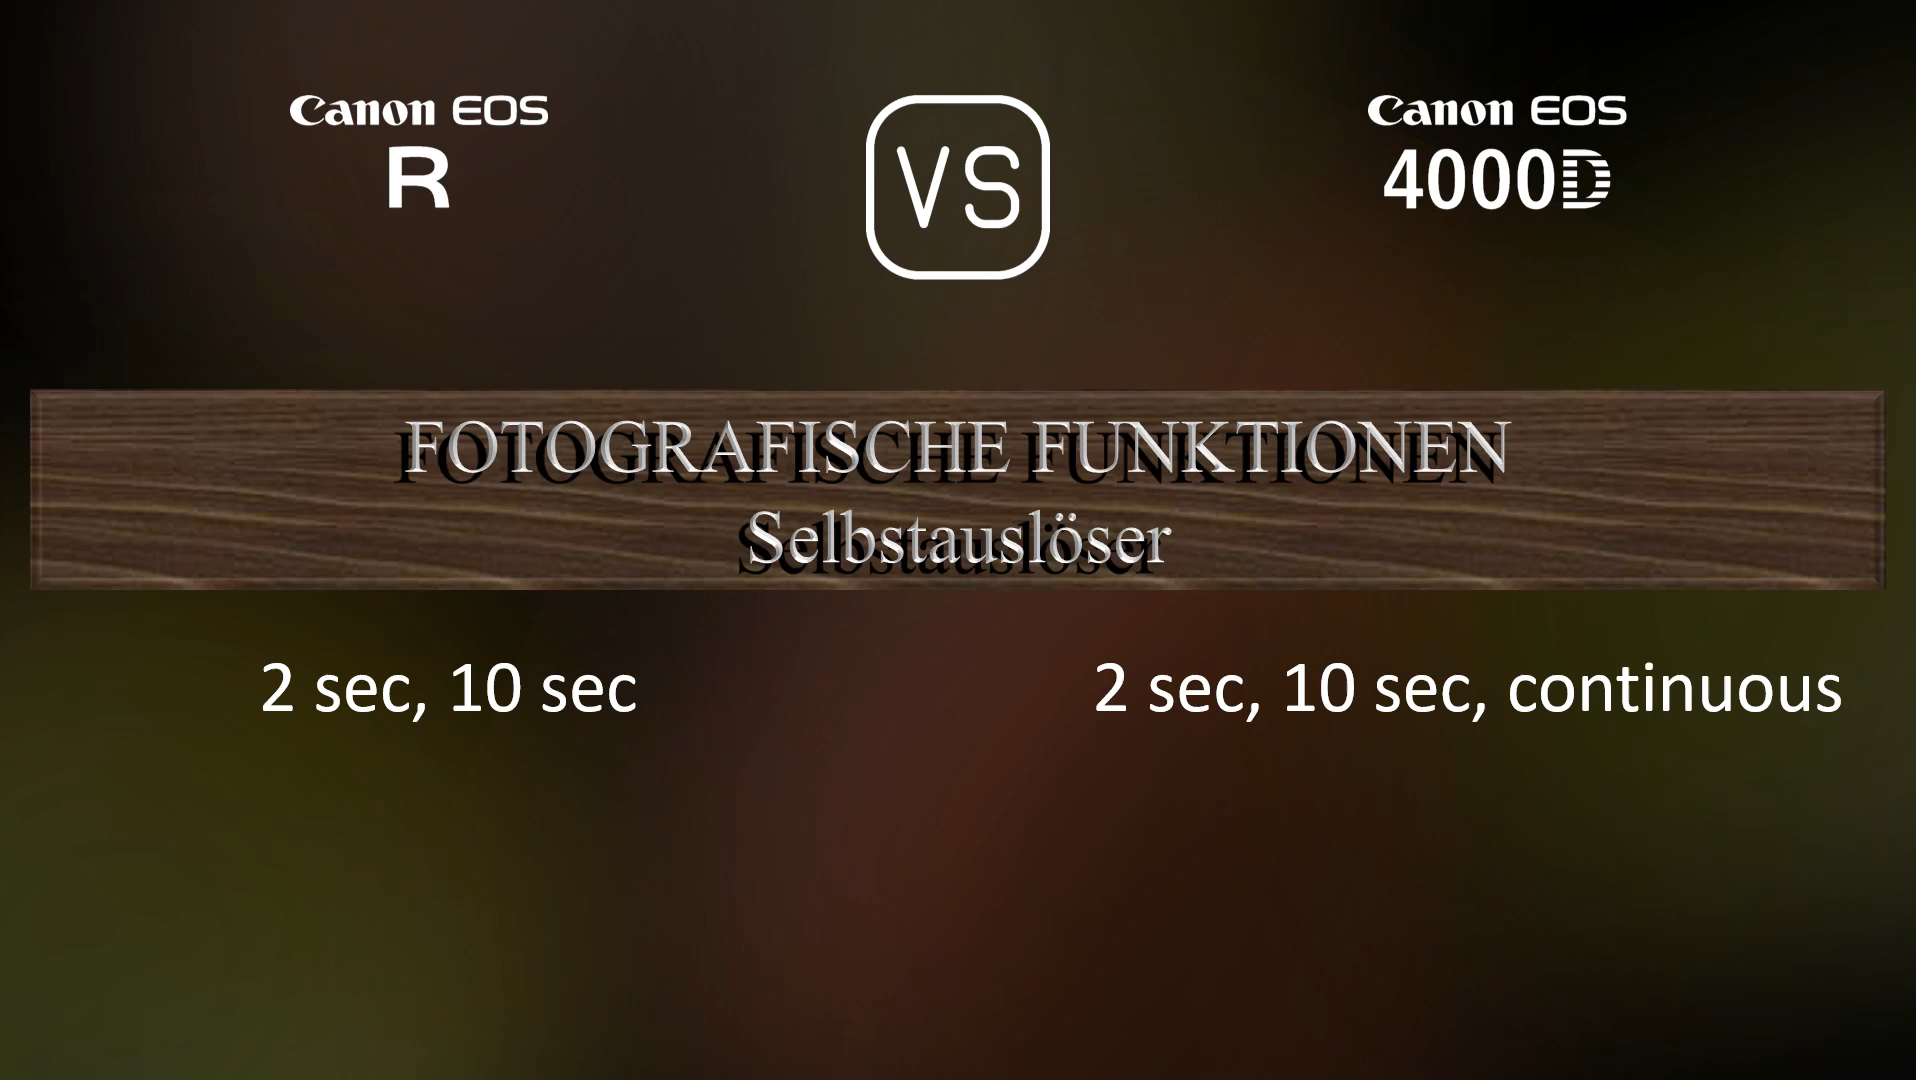 Canon EOS
R
VS
Canon EOS
4000D
FOTOGRAFISCHE FUNKTIONEN
Selbstauslöser
2 sec, 10 sec
2 sec, 10 sec, continuous